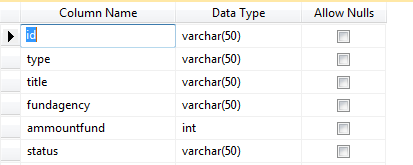 Column Name Data Type Allow Nulls
id varchar(50)
type varchar(50)
title varchar(50)
fundagency varchar(50)
ammountfund int
status varchar(50)